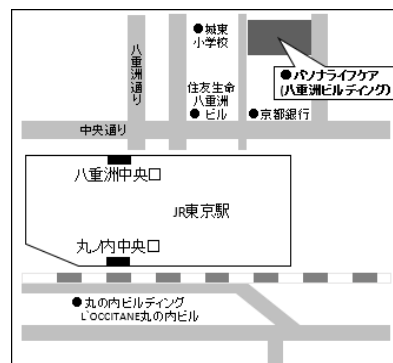 ●城東
小学校
八重洲通り
●パソナライフケア
(八重洲ビルディング)
住友生命
八重洲
●ビル
●京都銀行
中央通り
八重洲中央口
JR東京駅
丸ノ内中央口
●丸の内ビルディング
L`OCCITANE丸の内ビル